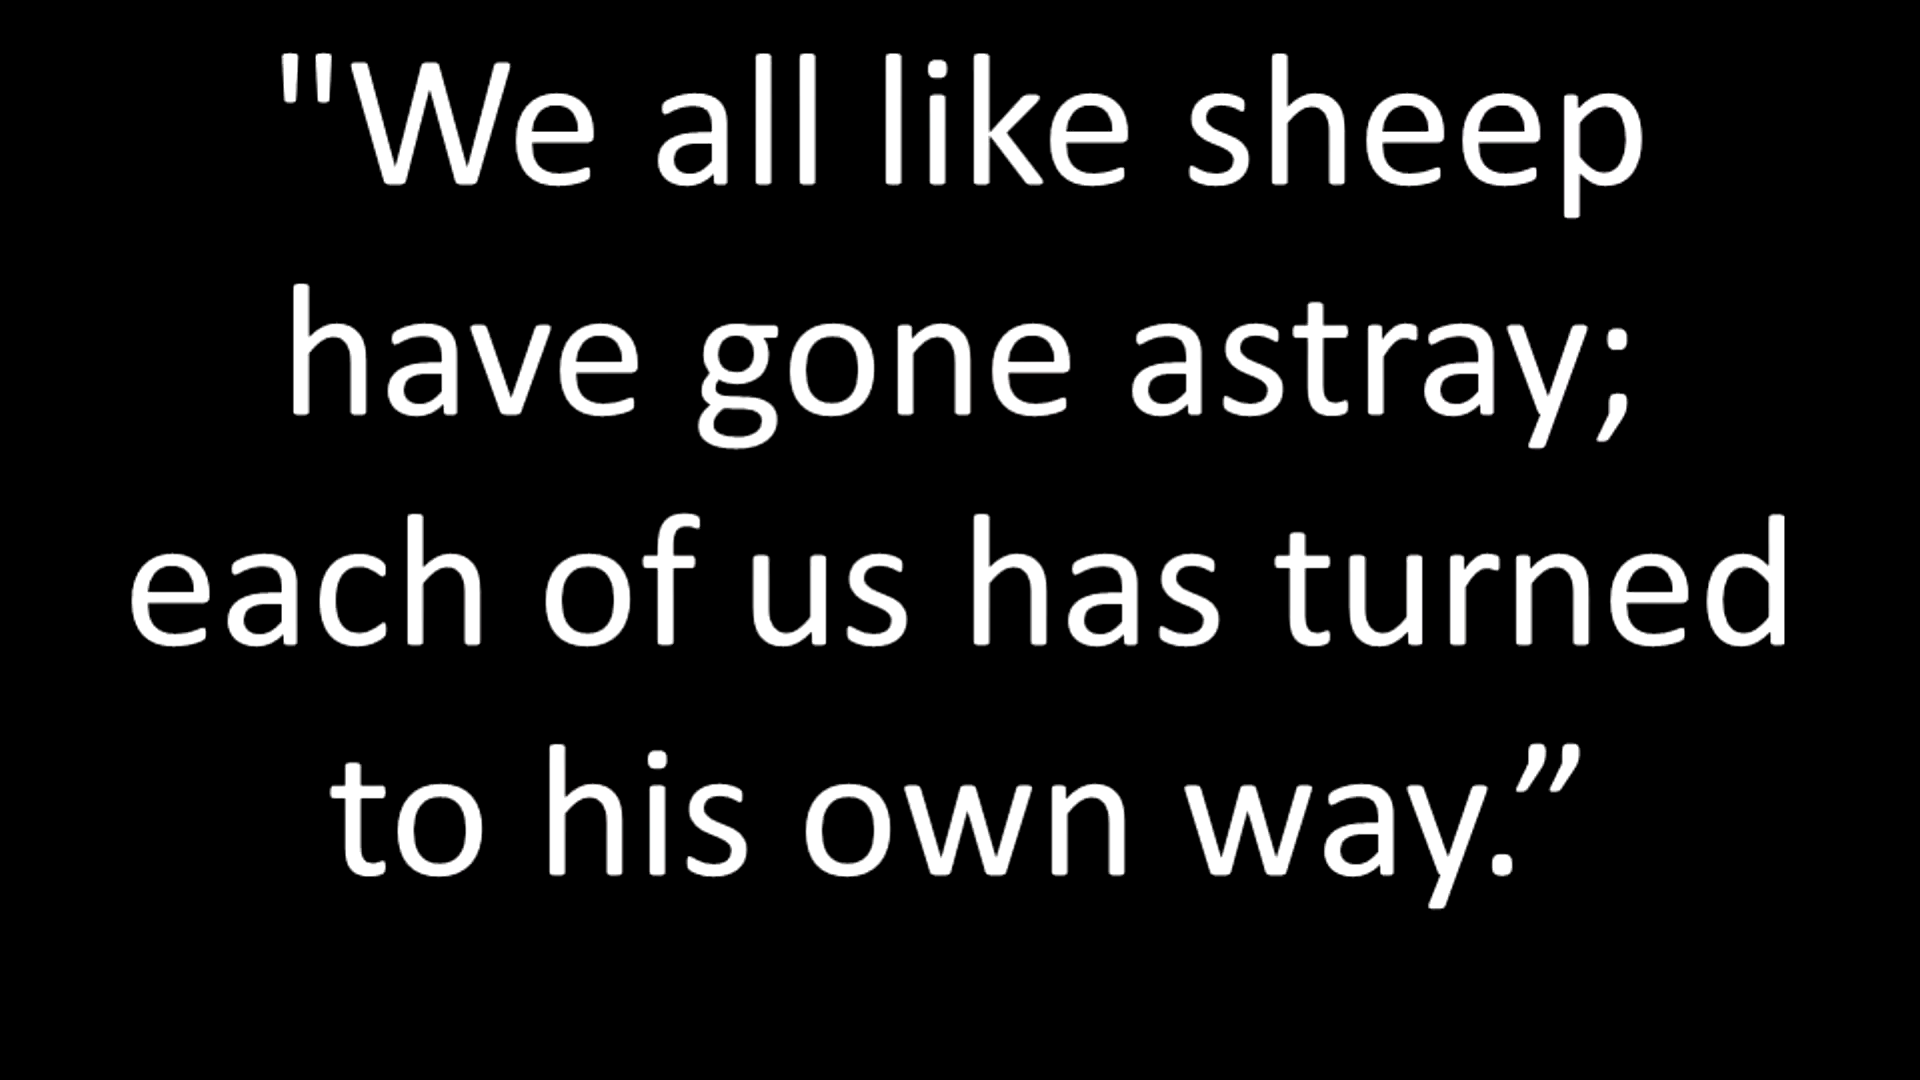 "We all like sheep
have gone astray;
each of us has turned
to his own way.”